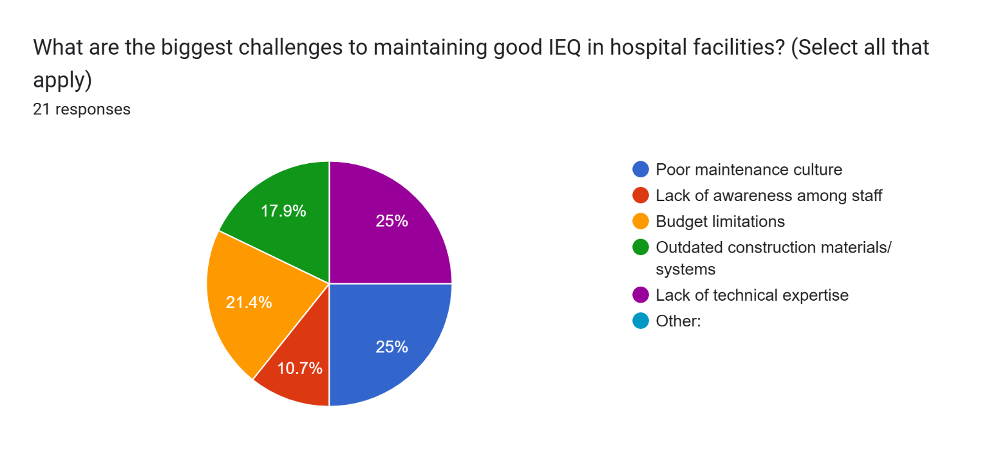 What are the biggest challenges to maintaining good IEQ in hospital facilities? (Select all that
apply)
21 responses
17.9%
25%
21.4%
10.7%
25%
Poor maintenance culture
Lack of awareness among staff
Budget limitations
Outdated construction materials/
systems
Lack of technical expertise
Other: